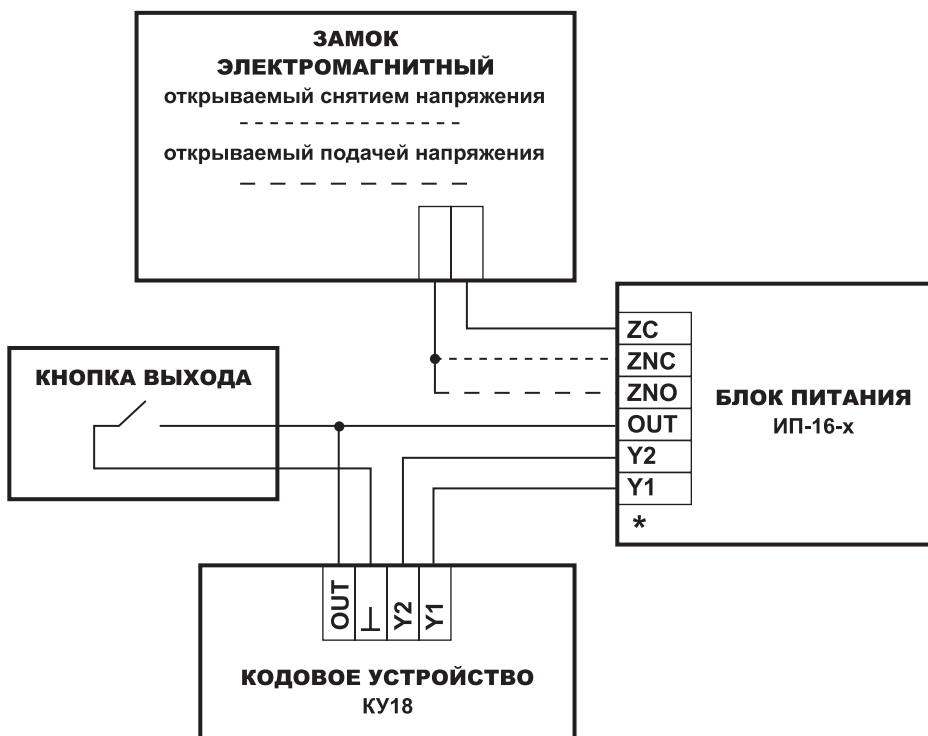 ЗАМОК
ЭЛЕКТРОМАГНИТНЫЙ
открываемый снятием напряжения
открываемый подачей напряжения
КНОПКА ВЫХОДА
ZC
ZNC
ZNO
OUT
Y2
Y1
*
БЛОК ПИТАНИЯ
ИП-16-х
OUT
⊥
Y2
Y1
КОДОВОЕ УСТРОЙСТВО
КУ18